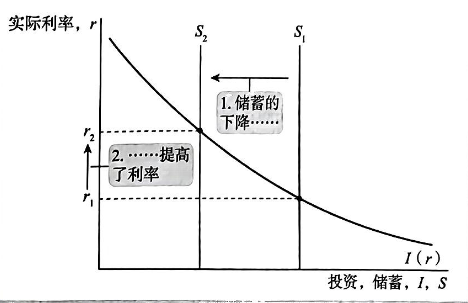 实际利率，r
S₂
S₁
1. 储蓄的
下降……
r₂
2. ……提高
了利率
r₁
I(r)
投资，储蓄，I，S